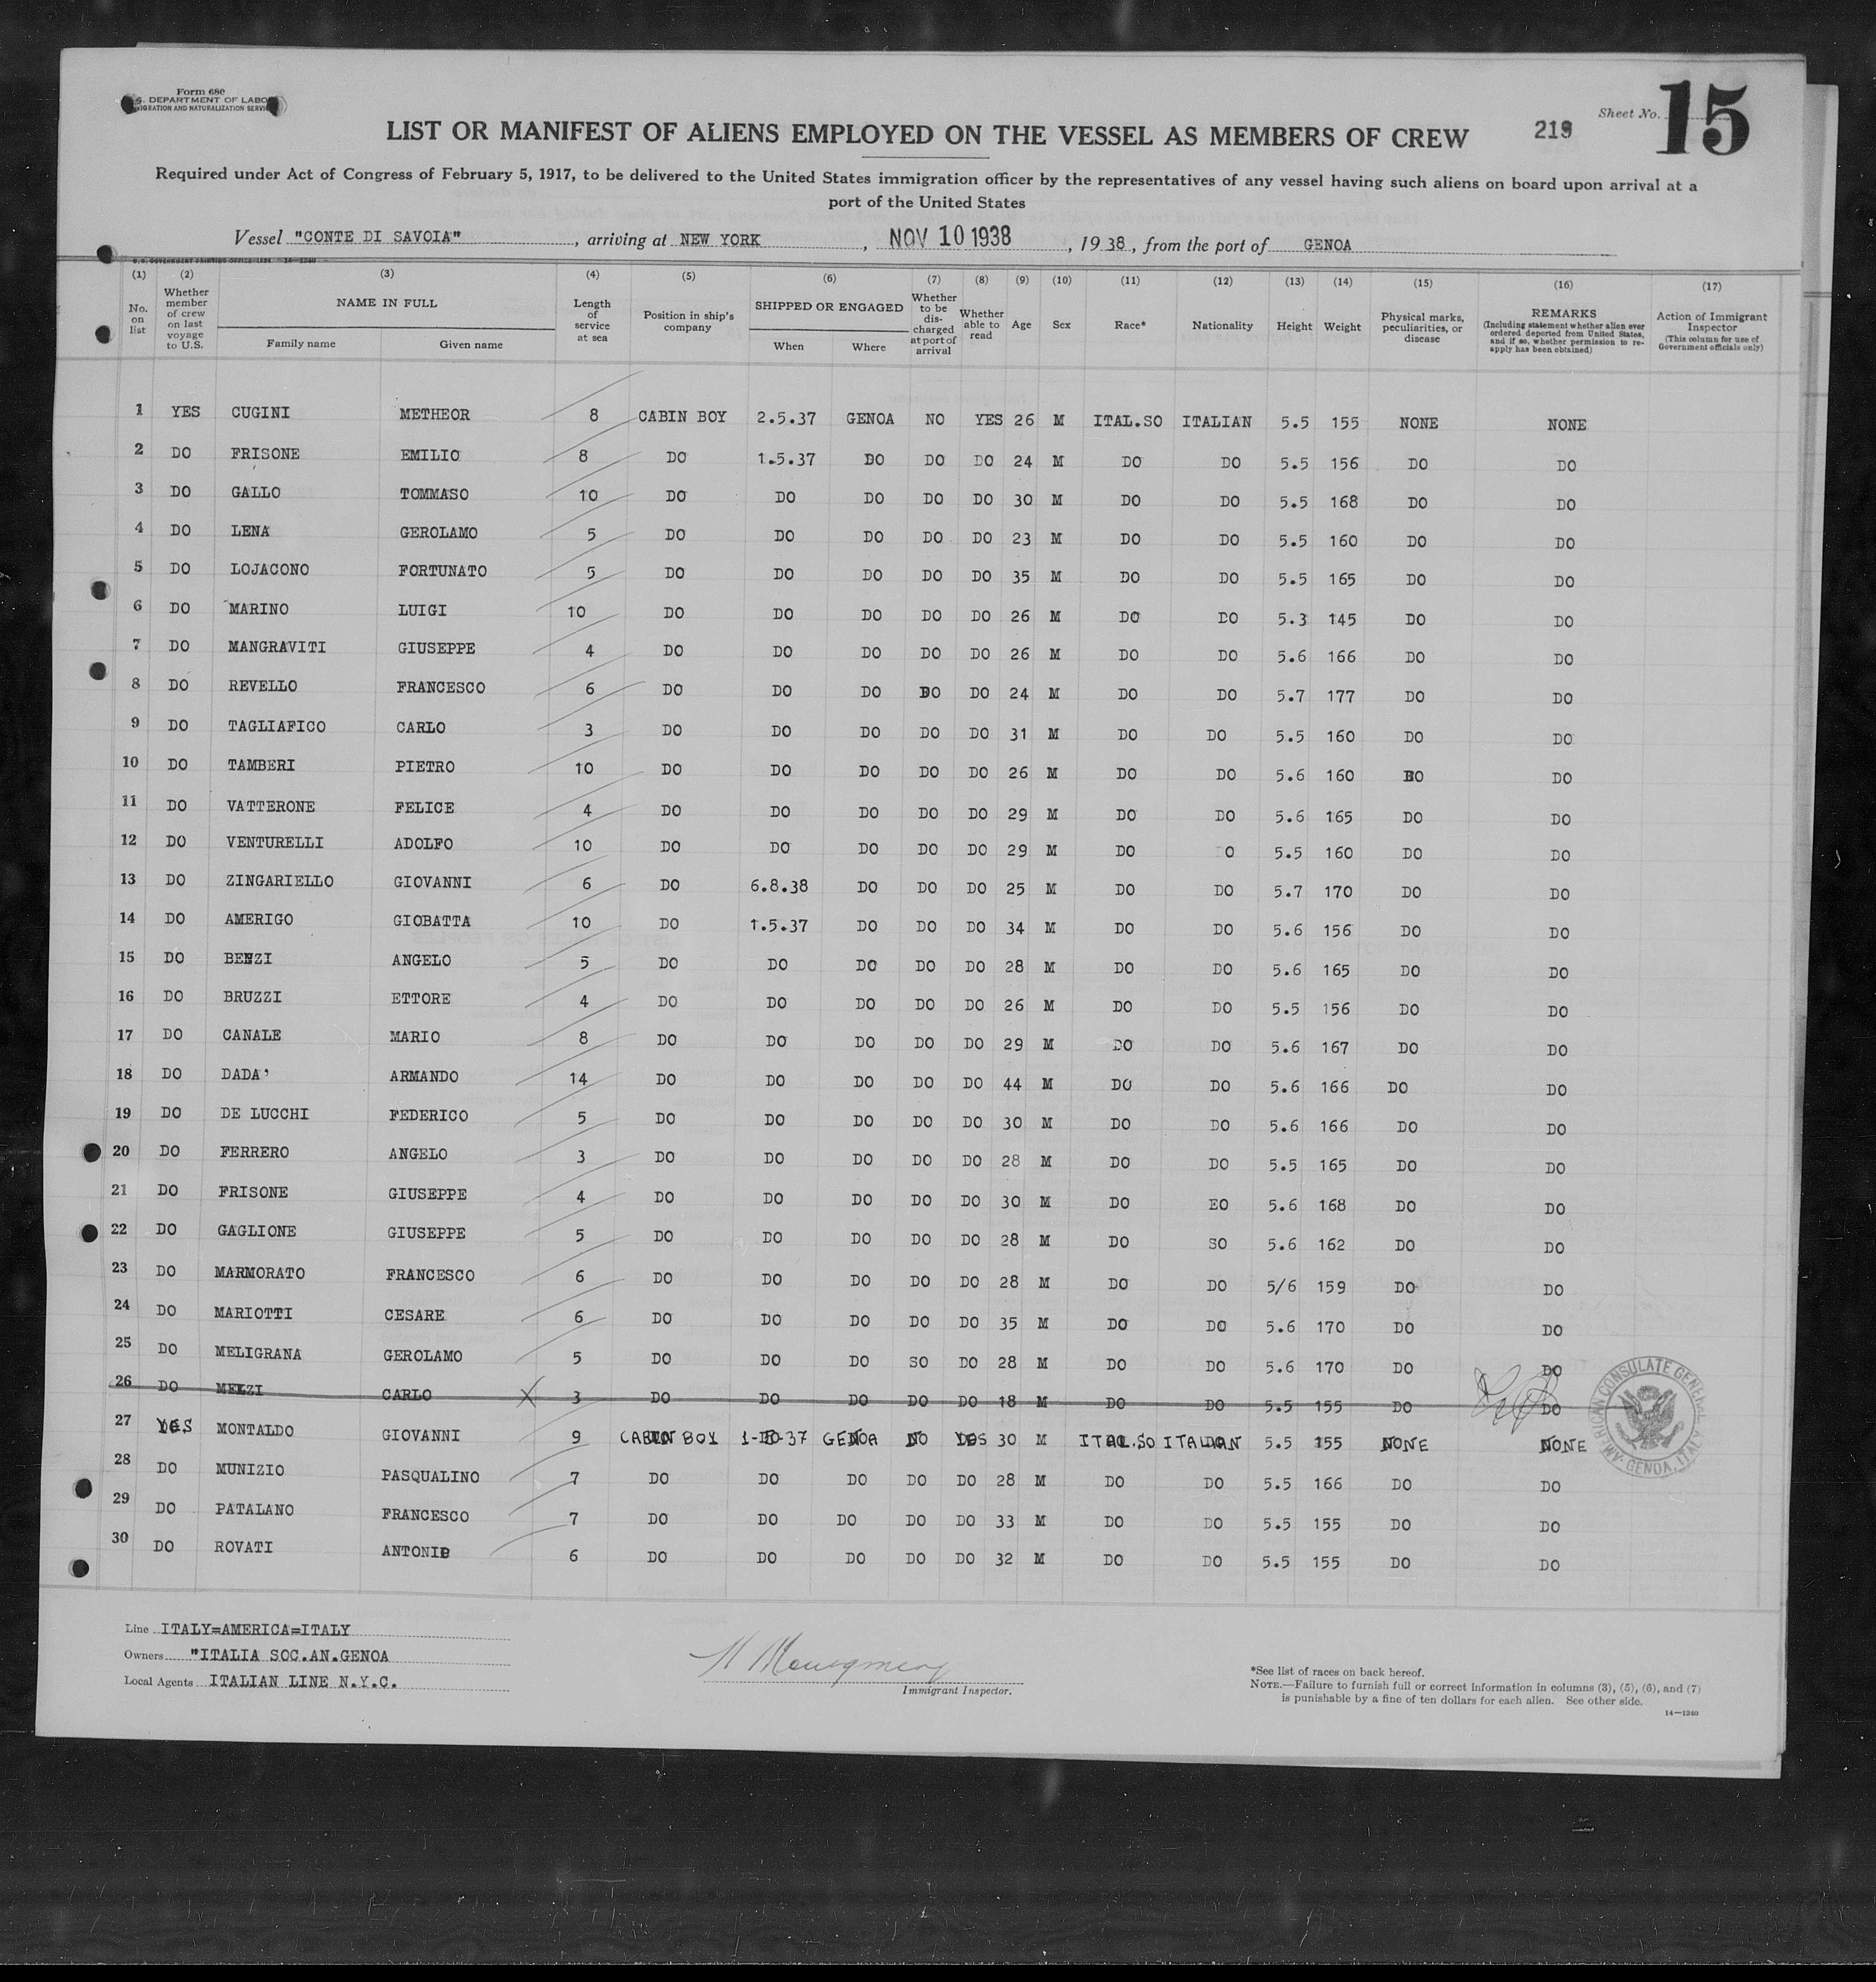 Form 680
U.S. DEPARTMENT OF LABOR
IMMIGRATION AND NATURALIZATION SERVICE
Sheet No. 15
219
LIST OR MANIFEST OF ALIENS EMPLOYED ON THE VESSEL AS MEMBERS OF CREW
Required under Act of Congress of February 5, 1917, to be delivered to the United States immigration officer by the representatives of any vessel having such aliens on board upon arrival at a
port of the United States
Vessel "CONTE DI SAVOIA", arriving at NEW YORK, NOV 10 1938, 1938, from the port of GENOA
(1) (2) (3) (4) (5) (6) (7) (8) (9) (10) (11) (12) (13) (14) (15) (16) (17)
No. on list
Whether member of crew on last voyage to U.S.
NAME IN FULL
Family name
Given name
Length of service at sea
Position in ship's company
SHIPPED OR ENGAGED
When
Where
Whether to be discharged at port of arrival
Whether able to read
Age
Sex
Race*
Nationality
Height
Weight
Physical marks, peculiarities, or disease
REMARKS
(Including statement whether alien ever ordered deported from United States, and if so, whether permission to reapply has been obtained)
Action of Immigrant Inspector
(This column for use of Government officials only)
1 YES CUGINI METHEOR 8 CABIN BOY 2.5.37 GENOA NO YES 26 M ITAL.SO ITALIAN 5.5 155 NONE NONE
2 DO FRISONE EMILIO 8 DO 1.5.37 DO DO DO 24 M DO DO 5.5 156 DO DO
3 DO GALLO TOMMASO 10 DO DO DO DO DO 30 M DO DO 5.5 168 DO DO
4 DO LENA GEROLAMO 5 DO DO DO DO DO 23 M DO DO 5.5 160 DO DO
5 DO LOJACONO FORTUNATO 5 DO DO DO DO DO 35 M DO DO 5.5 165 DO DO
6 DO MARINO LUIGI 10 DO DO DO DO DO 26 M DO DO 5.3 145 DO DO
7 DO MANGRAVITI GIUSEPPE 4 DO DO DO DO DO 26 M DO DO 5.6 166 DO DO
8 DO REVELLO FRANCESCO 6 DO DO DO DO DO 24 M DO DO 5.7 177 DO DO
9 DO TAGLIAFICO CARLO 3 DO DO DO DO DO 31 M DO DO 5.5 160 DO DO
10 DO TAMBERI PIETRO 10 DO DO DO DO DO 26 M DO DO 5.6 160 DO DO
11 DO VATTERONE FELICE 4 DO DO DO DO DO 29 M DO DO 5.6 165 DO DO
12 DO VENTURELLI ADOLFO 10 DO DO DO DO DO 29 M DO O 5.5 160 DO DO
13 DO ZINGARIELLO GIOVANNI 6 DO 6.8.38 DO DO DO 25 M DO DO 5.7 170 DO DO
14 DO AMERIGO GIOBATTA 10 DO 1.5.37 DO DO DO 34 M DO DO 5.6 156 DO DO
15 DO BENZI ANGELO 5 DO DO DO DO DO 28 M DO DO 5.6 165 DO DO
16 DO BRUZZI ETTORE 4 DO DO DO DO DO 26 M DO DO 5.5 156 DO DO
17 DO CANALE MARIO 8 DO DO DO DO DO 29 M DO DO 5.6 167 DO DO
18 DO DADA' ARMANDO 14 DO DO DO DO DO 44 M DO DO 5.6 166 DO DO
19 DO DE LUCCHI FEDERICO 5 DO DO DO DO DO 30 M DO DO 5.6 166 DO DO
20 DO FERRERO ANGELO 3 DO DO DO DO DO 28 M DO DO 5.5 165 DO DO
21 DO FRISONE GIUSEPPE 4 DO DO DO DO DO 30 M DO EO 5.6 168 DO DO
22 DO GAGLIONE GIUSEPPE 5 DO DO DO DO DO 28 M DO SO 5.6 162 DO DO
23 DO MARMORATO FRANCESCO 6 DO DO DO DO DO 28 M DO DO 5/6 159 DO DO
24 DO MARIOTTI CESARE 6 DO DO DO DO DO 35 M DO DO 5.6 170 DO DO
25 DO MELIGRANA GEROLAMO 5 DO DO DO SO DO 28 M DO DO 5.6 170 DO DO
26 DO MELZI CARLO X 3 DO DO DO DO DO 18 M DO DO 5.5 155 DO DO
27 YES MONTALDO GIOVANNI 9 CABIN BOY 1-5-37 GENOA NO YES 30 M ITAL.SO ITALIAN 5.5 155 NONE NONE
28 DO MUNIZIO PASQUALINO 7 DO DO DO DO DO 28 M DO DO 5.5 166 DO DO
29 DO PATALANO FRANCESCO 7 DO DO DO DO DO 33 M DO DO 5.5 155 DO DO
30 DO ROVATI ANTONIO 6 DO DO DO DO DO 32 M DO DO 5.5 155 DO DO
AMERICAN CONSULATE GENERAL
GENOA, ITALY
Line ITALY=AMERICA=ITALY
Owners "ITALIA SOC.AN.GENOA
Local Agents ITALIAN LINE N.Y.C.
Immigrant Inspector.
*See list of races on back hereof.
NOTE.—Failure to furnish full or correct information in columns (3), (5), (6), and (7)
is punishable by a fine of ten dollars for each alien. See other side.
14—1240